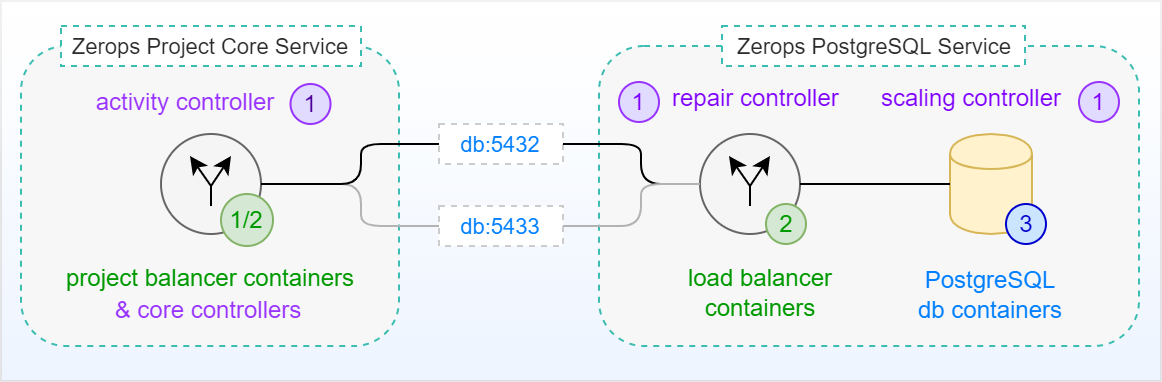 Zerops Project Core Service
activity controller
1
1/2
project balancer containers
& core controllers
db:5432
db:5433
Zerops PostgreSQL Service
1
repair controller
scaling controller
1
2
load balancer
containers
3
PostgreSQL
db containers